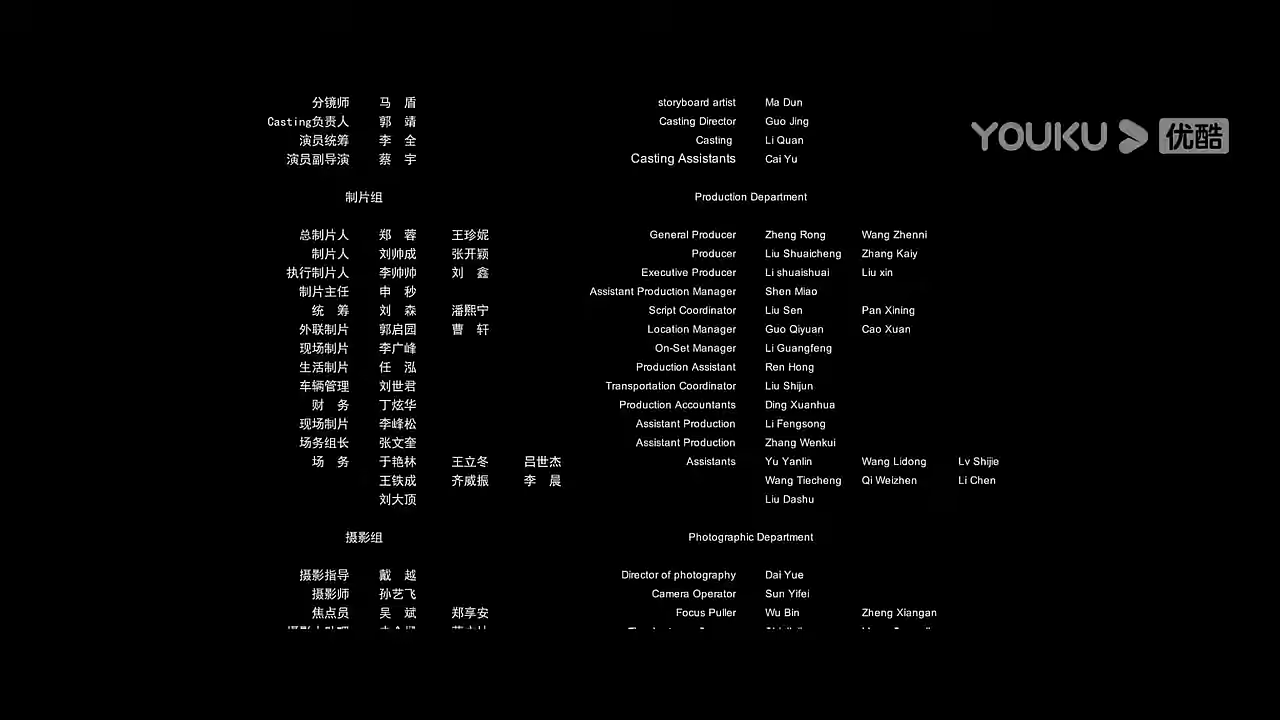 分镜师 马 盾 storyboard artist Ma Dun
Casting负责人 郭 靖 Casting Director Guo Jing
YOUKU 优酷
演员统筹 李 全 Casting Li Quan
演员副导演 蔡 宇 Casting Assistants Cai Yu
制片组 Production Department
总制片人 郑 蓉 王珍妮 General Producer Zheng Rong Wang Zhenni
制片人 刘帅成 张开颖 Producer Liu Shuaicheng Zhang Kaiy
执行制片人 李帅帅 刘 鑫 Executive Producer Li shuaishuai Liu xin
制片主任 申 秒 Assistant Production Manager Shen Miao
统 筹 刘 森 潘熙宁 Script Coordinator Liu Sen Pan Xining
外联制片 郭启园 曹 轩 Location Manager Guo Qiyuan Cao Xuan
现场制片 李广峰 On-Set Manager Li Guangfeng
生活制片 任 泓 Production Assistant Ren Hong
车辆管理 刘世君 Transportation Coordinator Liu Shijun
财 务 丁炫华 Production Accountants Ding Xuanhua
现场制片 李峰松 Assistant Production Li Fengsong
场务组长 张文奎 Assistant Production Zhang Wenkui
场 务 于艳林 王立冬 吕世杰 Assistants Yu Yanlin Wang Lidong Lv Shijie
王铁成 齐威振 李 晨 Wang Tiecheng Qi Weizhen Li Chen
刘大顶 Liu Dashu
摄影组 Photographic Department
摄影指导 戴 越 Director of photography Dai Yue
摄影师 孙艺飞 Camera Operator Sun Yifei
焦点员 吴 斌 郑享安 Focus Puller Wu Bin Zheng Xiangan